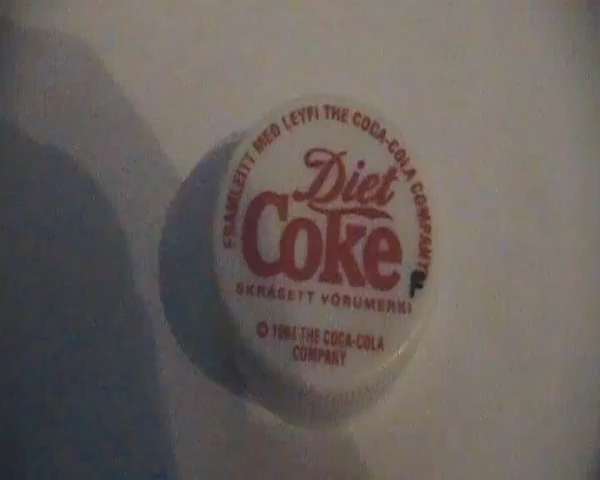 FRAMLEITT MEÐ LEYFI THE COCA-COLA COMPANY
Diet
Coke
SKRÁSETT VÖRUMERKI
© 1984 THE COCA-COLA
COMPANY